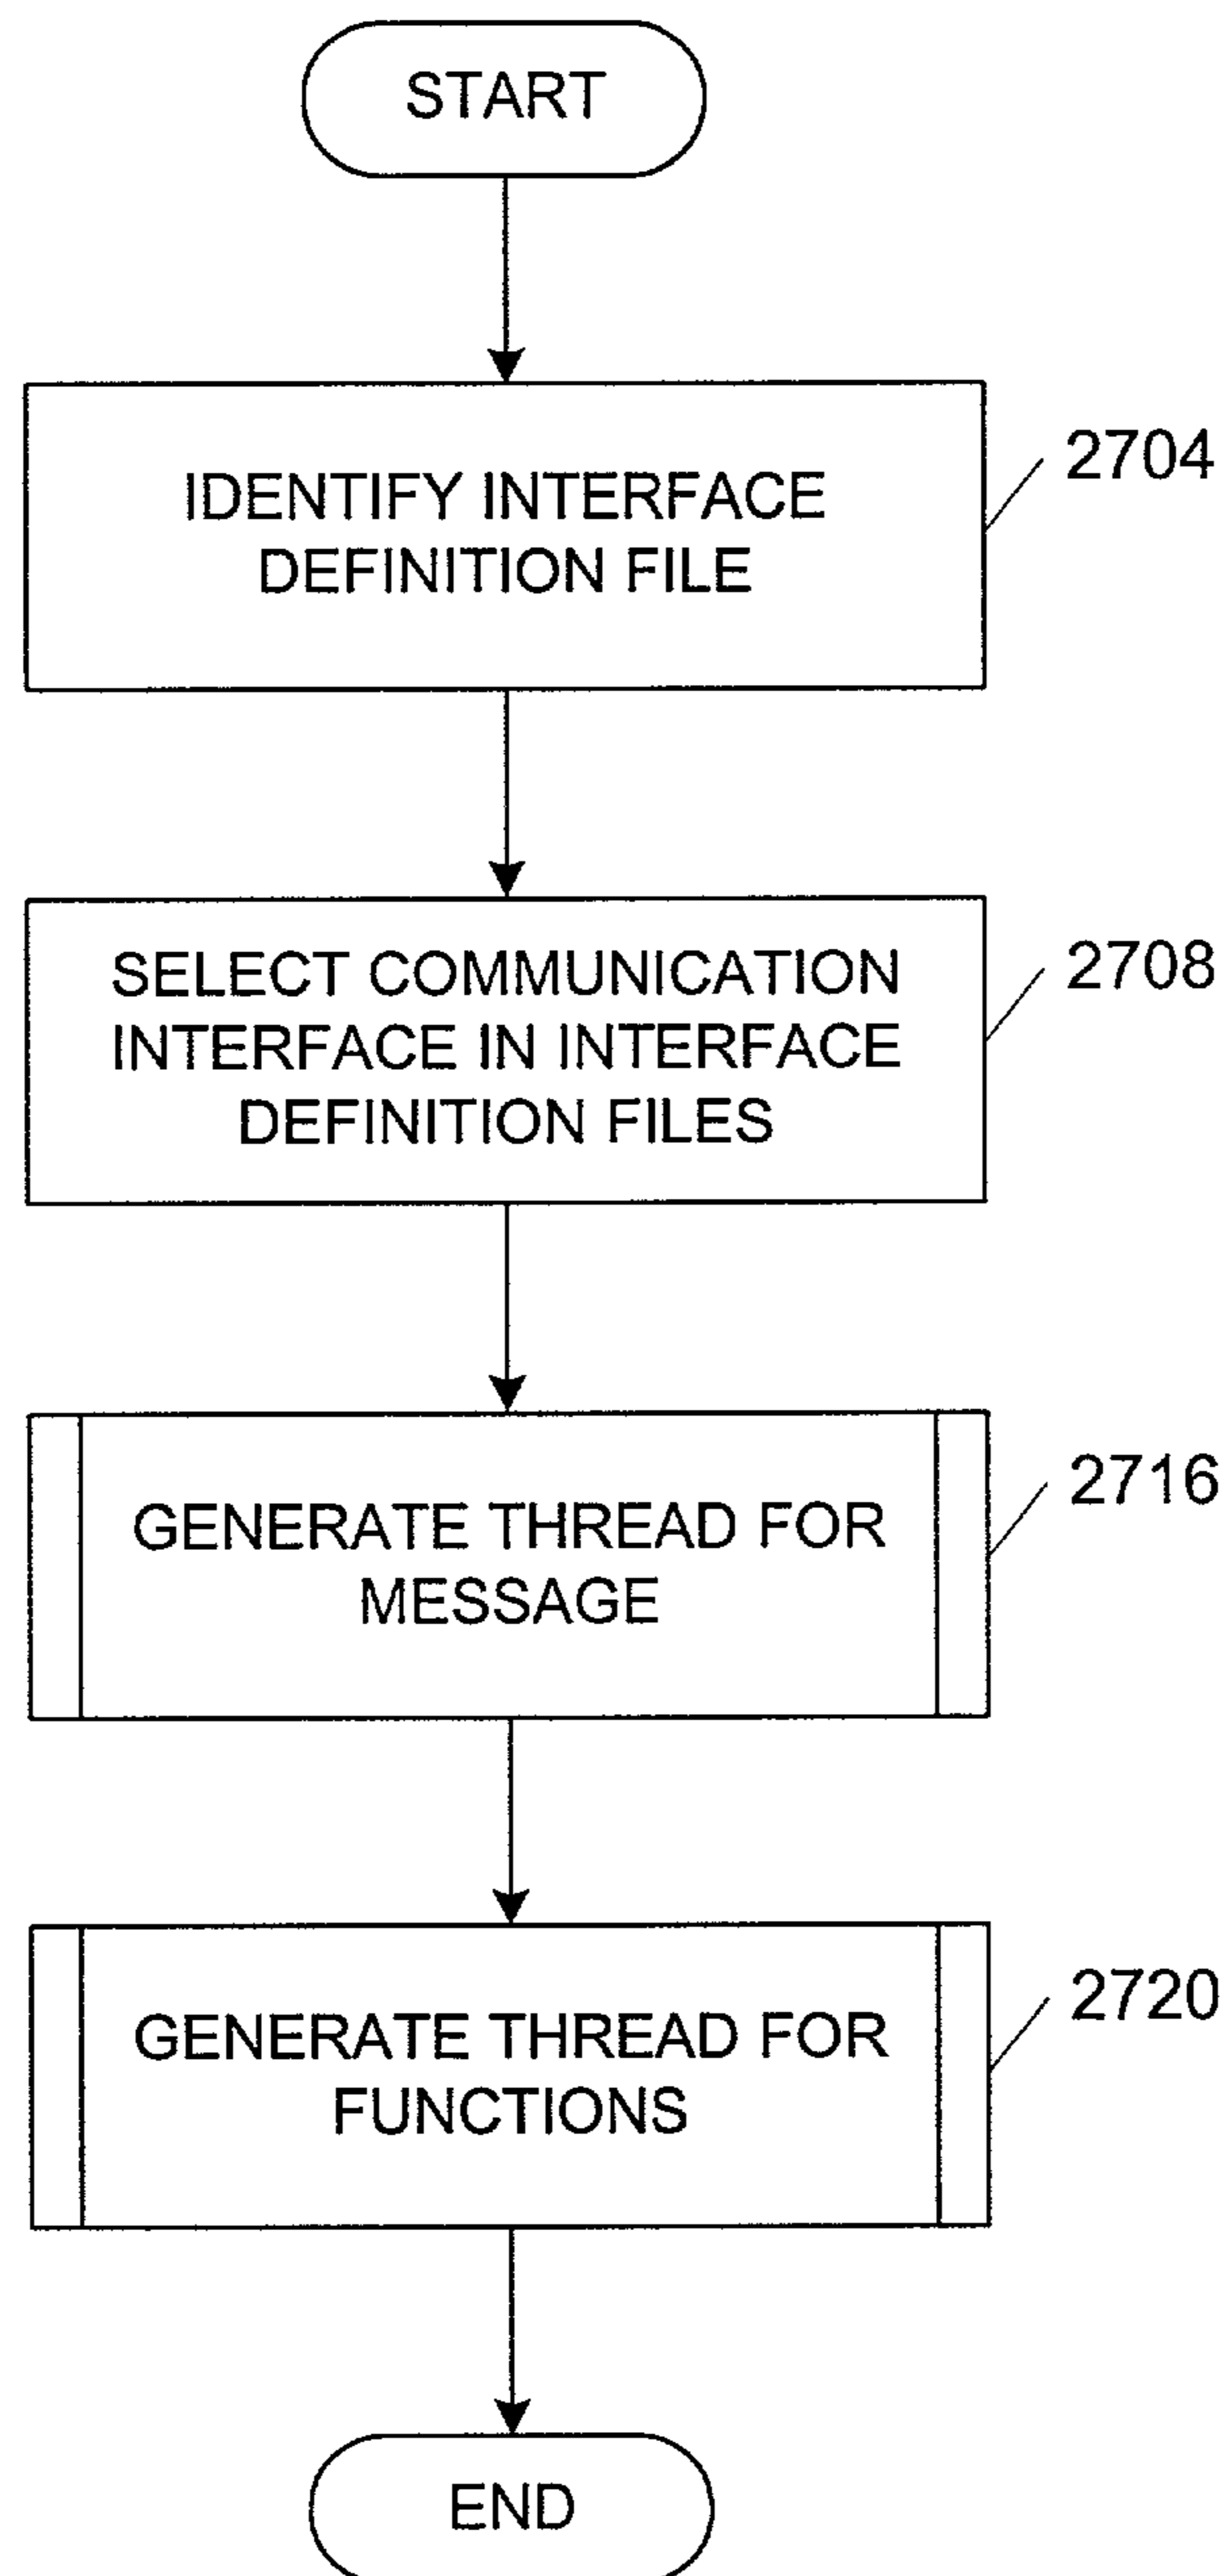 START
2704
IDENTIFY INTERFACE
DEFINITION FILE
2708
SELECT COMMUNICATION
INTERFACE IN INTERFACE
DEFINITION FILES
2716
GENERATE THREAD FOR
MESSAGE
2720
GENERATE THREAD FOR
FUNCTIONS
END